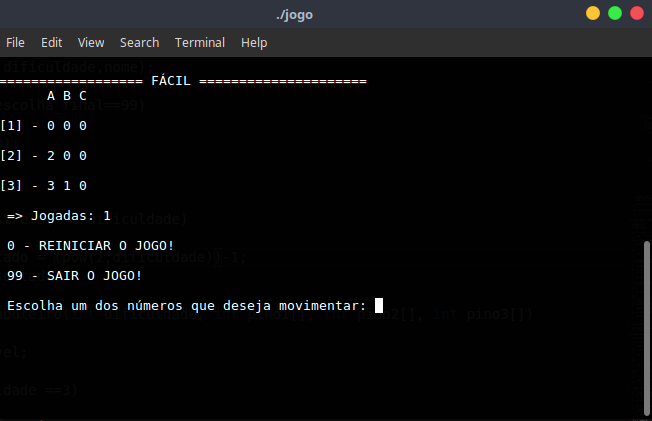 ./jogo
File Edit View Search Terminal Help
================== FÁCIL =====================
A B C
[1] - 0 0 0
[2] - 2 0 0
[3] - 3 1 0
=> Jogadas: 1
0 - REINICIAR O JOGO!
99 - SAIR O JOGO!
Escolha um dos números que deseja movimentar: